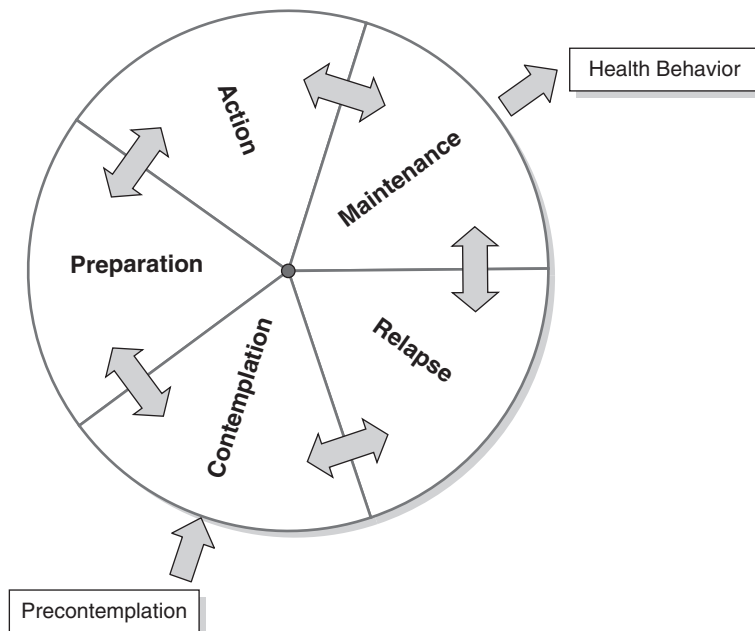 Health Behavior
Action
Maintenance
Preparation
Relapse
Contemplation
Precontemplation